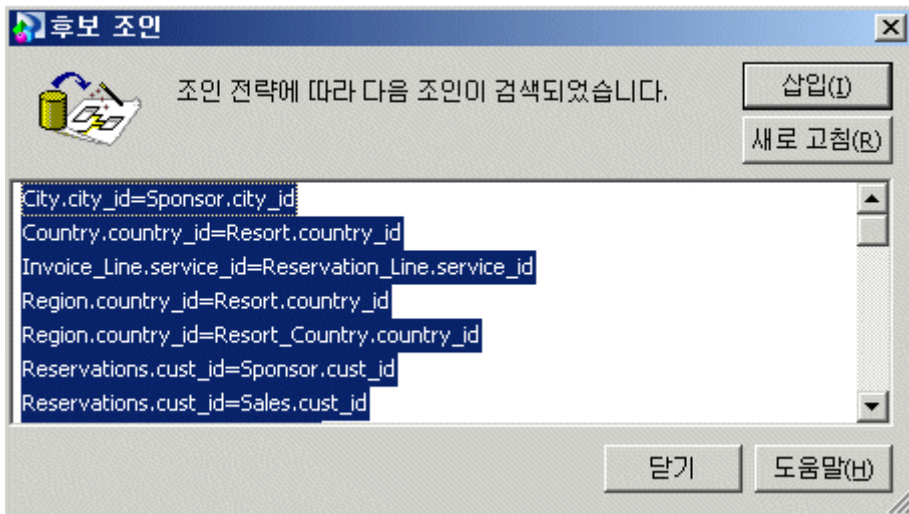 후보 조인
조인 전략에 따라 다음 조인이 검색되었습니다.
삽입(I)
새로 고침(R)
City.city_id=Sponsor.city_id
Country.country_id=Resort.country_id
Invoice_Line.service_id=Reservation_Line.service_id
Region.country_id=Resort.country_id
Region.country_id=Resort_Country.country_id
Reservations.cust_id=Sponsor.cust_id
Reservations.cust_id=Sales.cust_id
닫기
도움말(H)